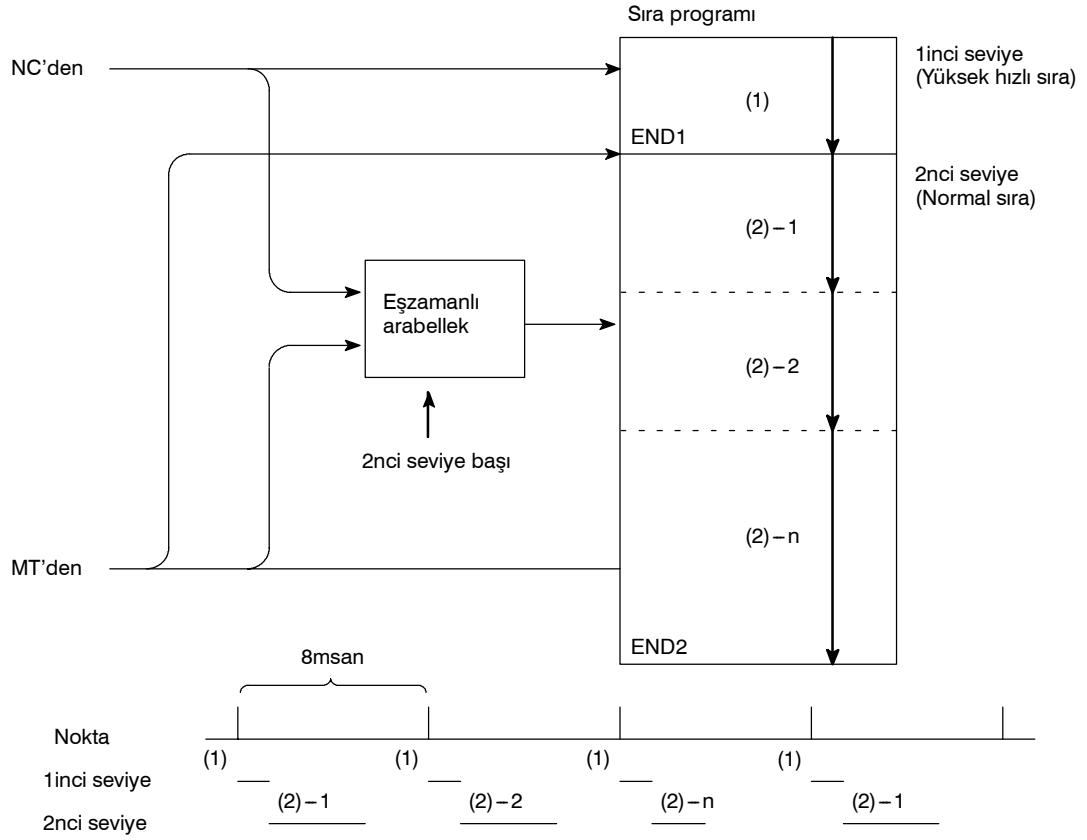 Sıra programı
NC'den
1inci seviye
(Yüksek hızlı sıra)
(1)
END1
2nci seviye
(Normal sıra)
(2)−1
Eşzamanlı
arabellek
(2)−2
2nci seviye başı
(2)−n
MT'den
END2
8msan
Nokta
(1) (1) (1) (1)
1inci seviye
(2)−1 (2)−2 (2)−n (2)−1
2nci seviye